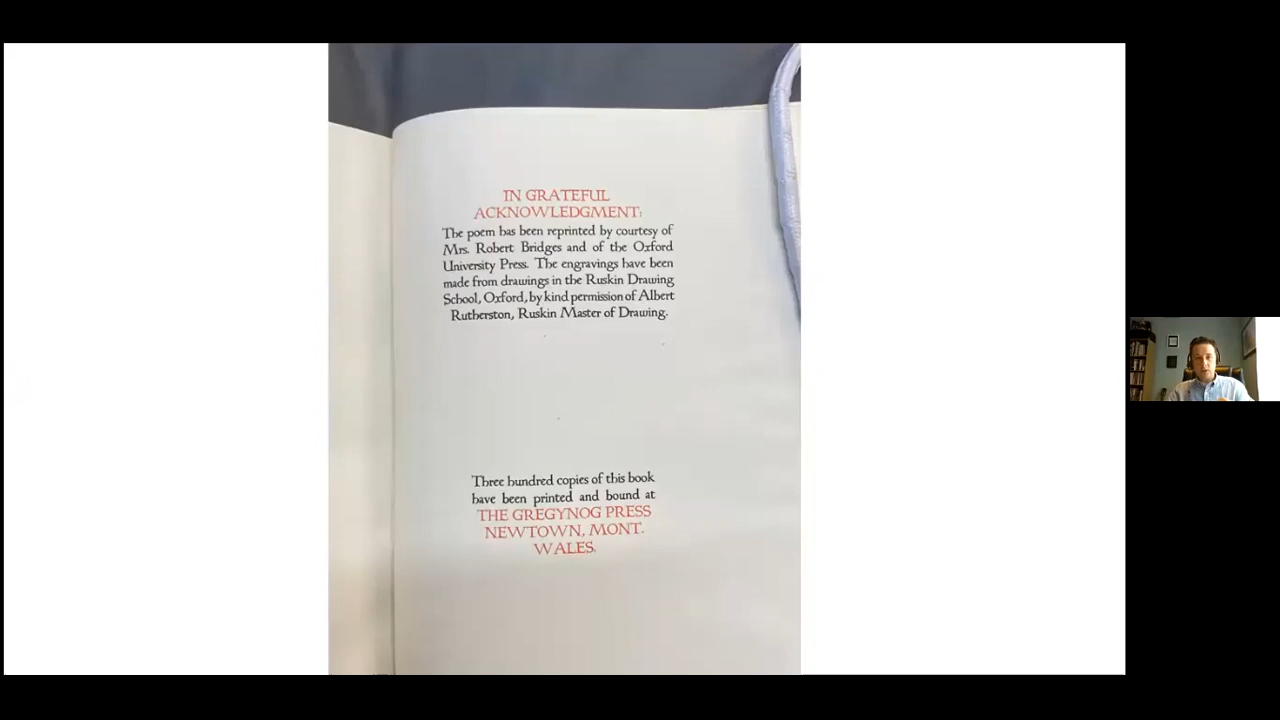 IN GRATEFUL
ACKNOWLEDGMENT:
The poem has been reprinted by courtesy of
Mrs. Robert Bridges and of the Oxford
University Press. The engravings have been
made from drawings in the Ruskin Drawing
School, Oxford, by kind permission of Albert
Rutherston, Ruskin Master of Drawing.
Three hundred copies of this book
have been printed and bound at
THE GREGYNOG PRESS
NEWTOWN, MONT.
WALES.